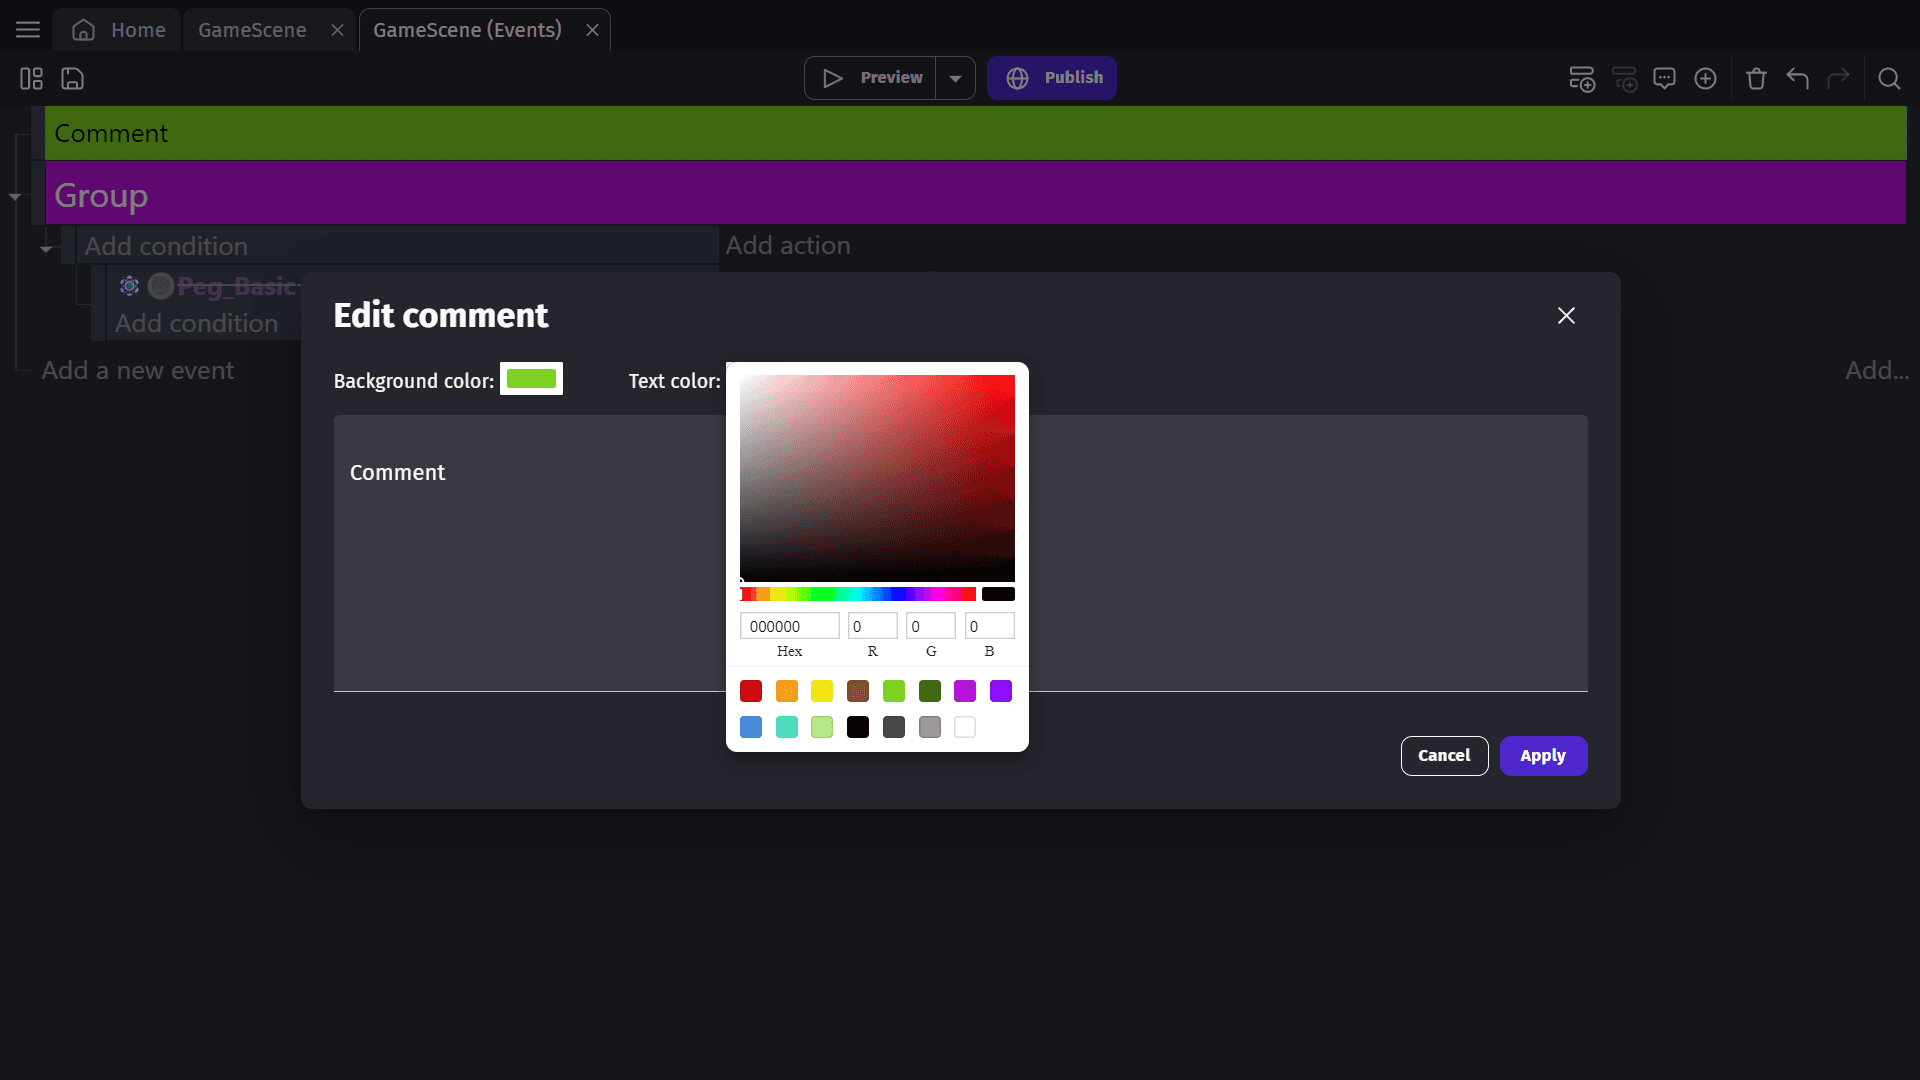 Home
GameScene
GameScene (Events)
Preview
Publish
Comment
Group
Add condition
Add action
Peg_Basic
Add condition
Add a new event
Add...
Edit comment
Background color:
Text color:
Comment
000000
0
0
0
Hex
R
G
B
Cancel
Apply